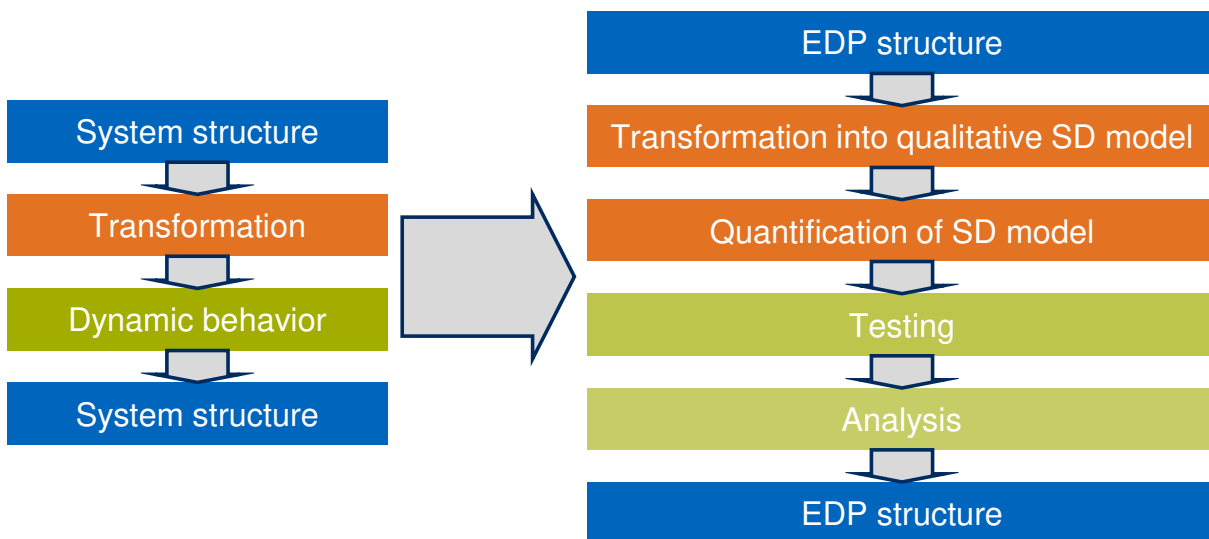 System structure
Transformation
Dynamic behavior
System structure
EDP structure
Transformation into qualitative SD model
Quantification of SD model
Testing
Analysis
EDP structure